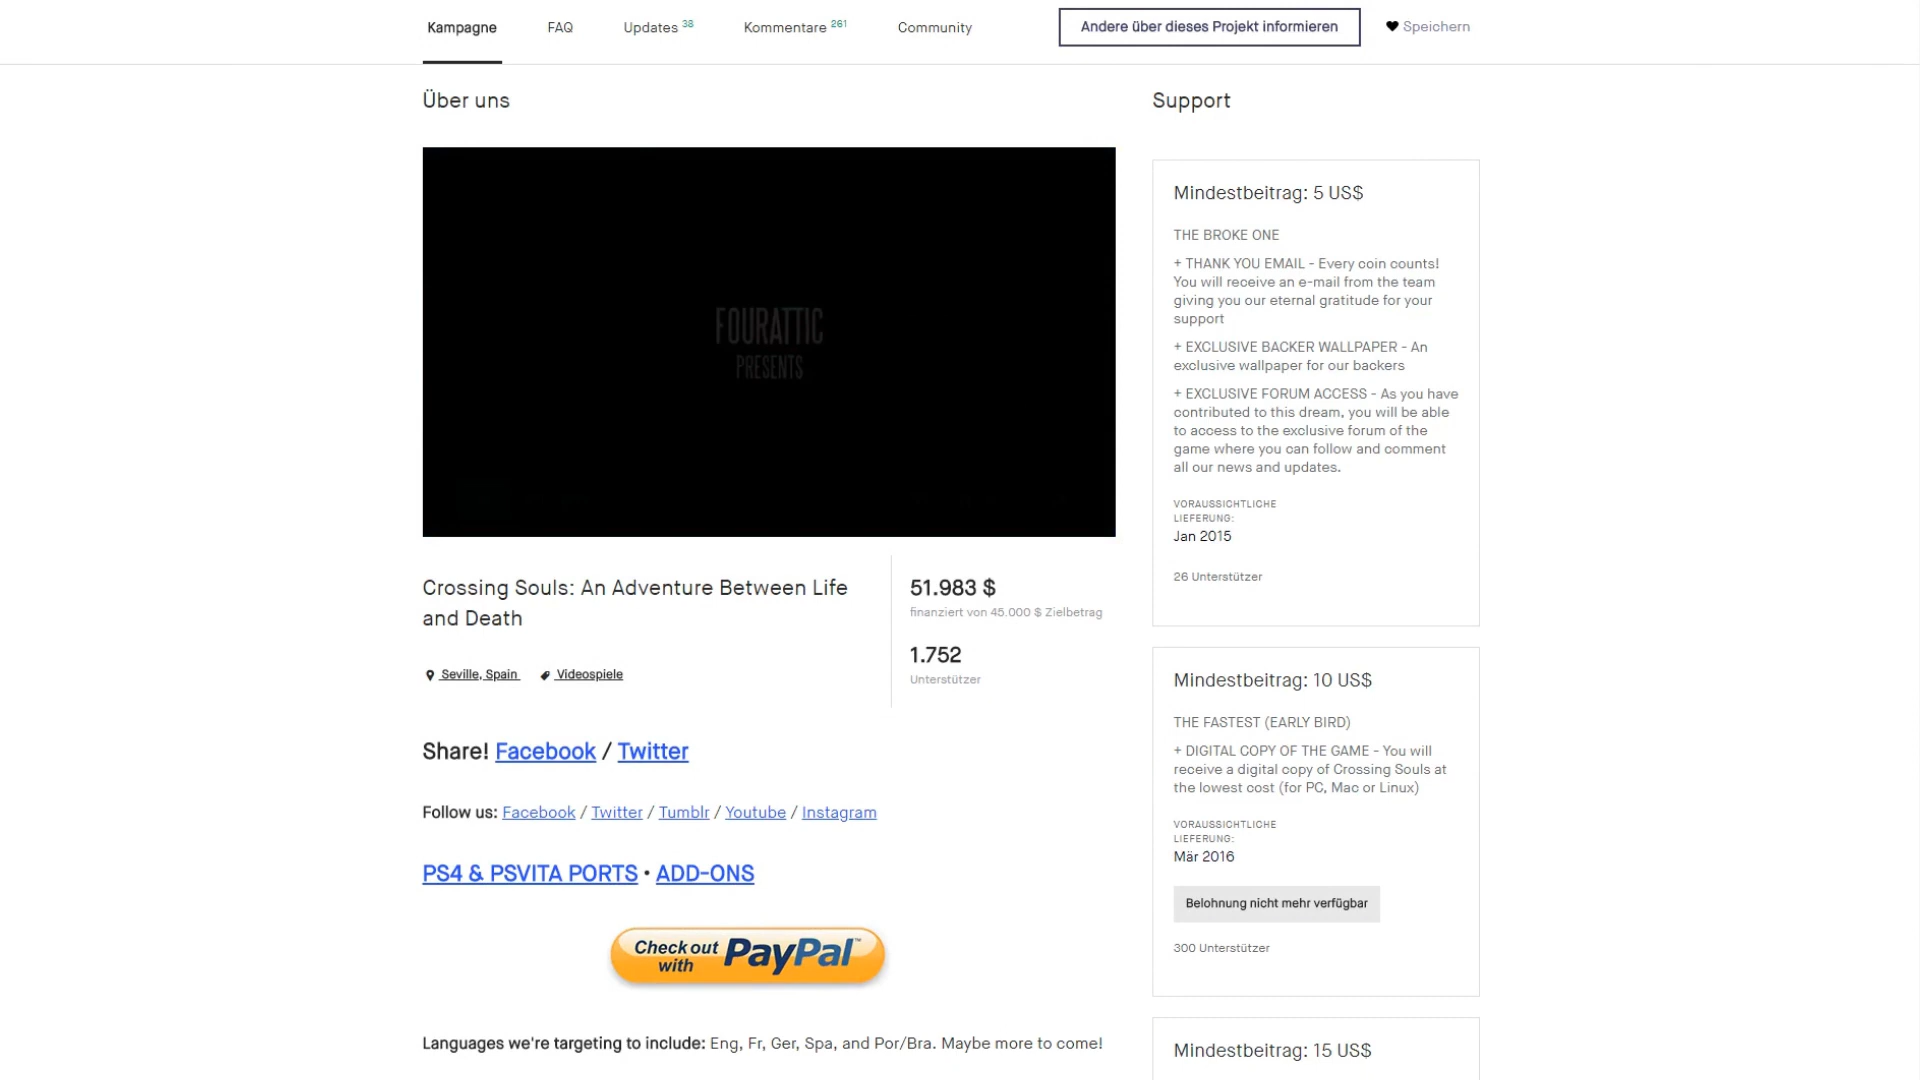 Kampagne FAQ Updates 38 Kommentare 261 Community Andere über dieses Projekt informieren Speichern
Über uns
FOURATTIC
PRESENTS
Crossing Souls: An Adventure Between Life
and Death
Seville, Spain Videospiele
51.983 $
finanziert von 45.000 $ Zielbetrag
1.752
Unterstützer
Share! Facebook / Twitter
Follow us: Facebook / Twitter / Tumblr / Youtube / Instagram
PS4 & PSVITA PORTS • ADD-ONS
Check out
with PayPal™
Languages we're targeting to include: Eng, Fr, Ger, Spa, and Por/Bra. Maybe more to come!
Support
Mindestbeitrag: 5 US$
THE BROKE ONE
+ THANK YOU EMAIL - Every coin counts!
You will receive an e-mail from the team
giving you our eternal gratitude for your
support
+ EXCLUSIVE BACKER WALLPAPER - An
exclusive wallpaper for our backers
+ EXCLUSIVE FORUM ACCESS - As you have
contributed to this dream, you will be able
to access to the exclusive forum of the
game where you can follow and comment
all our news and updates.
VORAUSSICHTLICHE
LIEFERUNG:
Jan 2015
26 Unterstützer
Mindestbeitrag: 10 US$
THE FASTEST (EARLY BIRD)
+ DIGITAL COPY OF THE GAME - You will
receive a digital copy of Crossing Souls at
the lowest cost (for PC, Mac or Linux)
VORAUSSICHTLICHE
LIEFERUNG:
Mär 2016
Belohnung nicht mehr verfügbar
300 Unterstützer
Mindestbeitrag: 15 US$